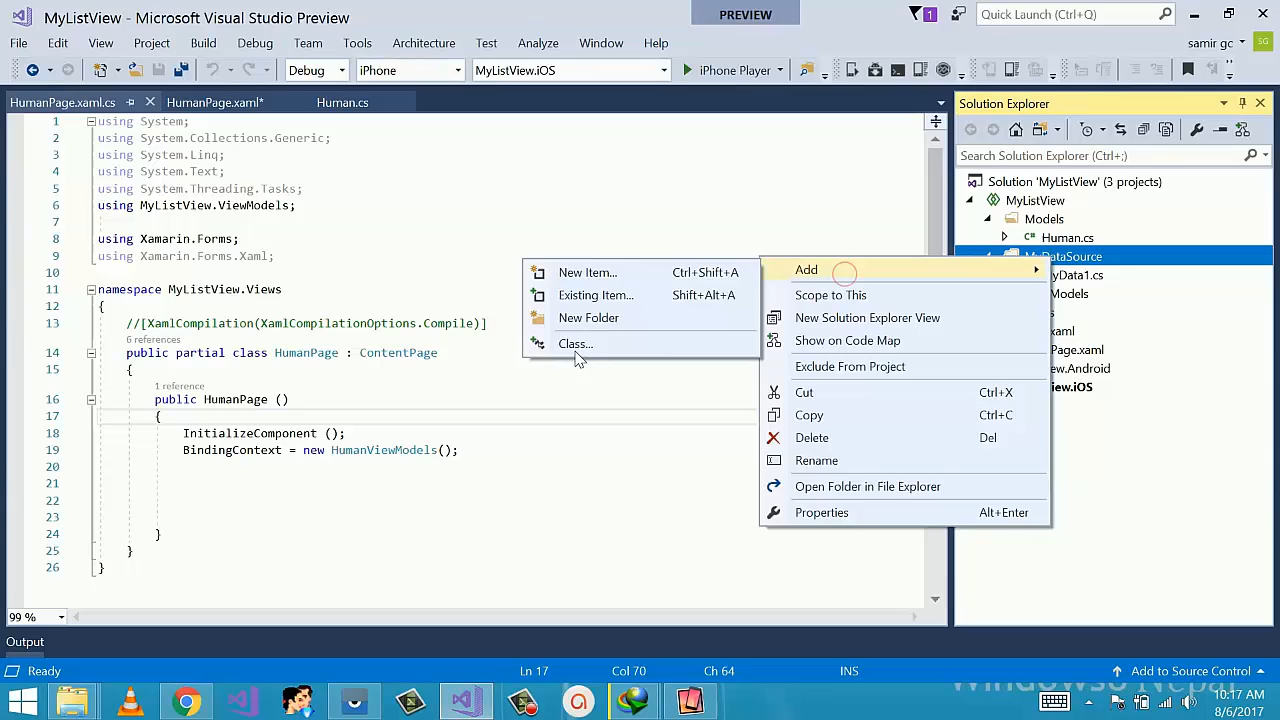 MyListView - Microsoft Visual Studio Preview
PREVIEW
1
Quick Launch (Ctrl+Q)
File Edit View Project Build Debug Team Tools Architecture Test Analyze Window Help
samir gc
SG
Debug iPhone MyListView.iOS iPhone Player
HumanPage.xaml.cs HumanPage.xaml* Human.cs
Solution Explorer
Search Solution Explorer (Ctrl+;)
Solution 'MyListView' (3 projects)
MyListView
Models
Human.cs
MyDataSource
yData1.cs
Models
s
xaml
Page.xaml
w.Android
ew.iOS
1 using System;
2 using System.Collections.Generic;
3 using System.Linq;
4 using System.Text;
5 using System.Threading.Tasks;
6 using MyListView.ViewModels;
7
8 using Xamarin.Forms;
9 using Xamarin.Forms.Xaml;
10
11 namespace MyListView.Views
12 {
13 //[XamlCompilation(XamlCompilationOptions.Compile)]
6 references
14 public partial class HumanPage : ContentPage
15 {
1 reference
16 public HumanPage ()
17 {
18 InitializeComponent ();
19 BindingContext = new HumanViewModels();
20
21
22
23
24 }
25 }
26 }
New Item... Ctrl+Shift+A
Existing Item... Shift+Alt+A
New Folder
Class...
Add
Scope to This
New Solution Explorer View
Show on Code Map
Exclude From Project
Cut Ctrl+X
Copy Ctrl+C
Delete Del
Rename
Open Folder in File Explorer
Properties Alt+Enter
99 %
Output
Ready Ln 17 Col 70 Ch 64 INS Add to Source Control
10:17 AM
8/6/2017